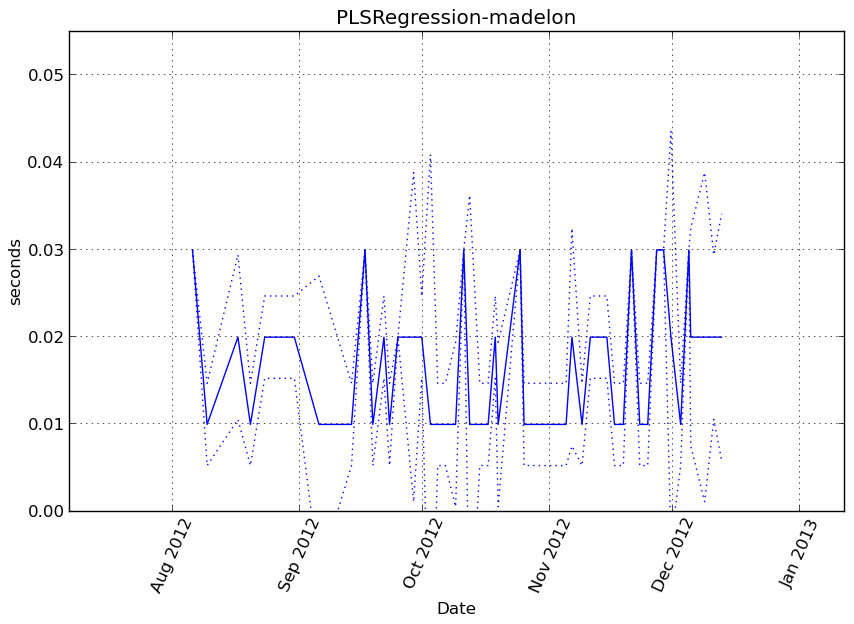 PLSRegression-madelon
seconds
0.05
0.04
0.03
0.02
0.01
0.00
Aug 2012
Sep 2012
Oct 2012
Nov 2012
Dec 2012
Jan 2013
Date